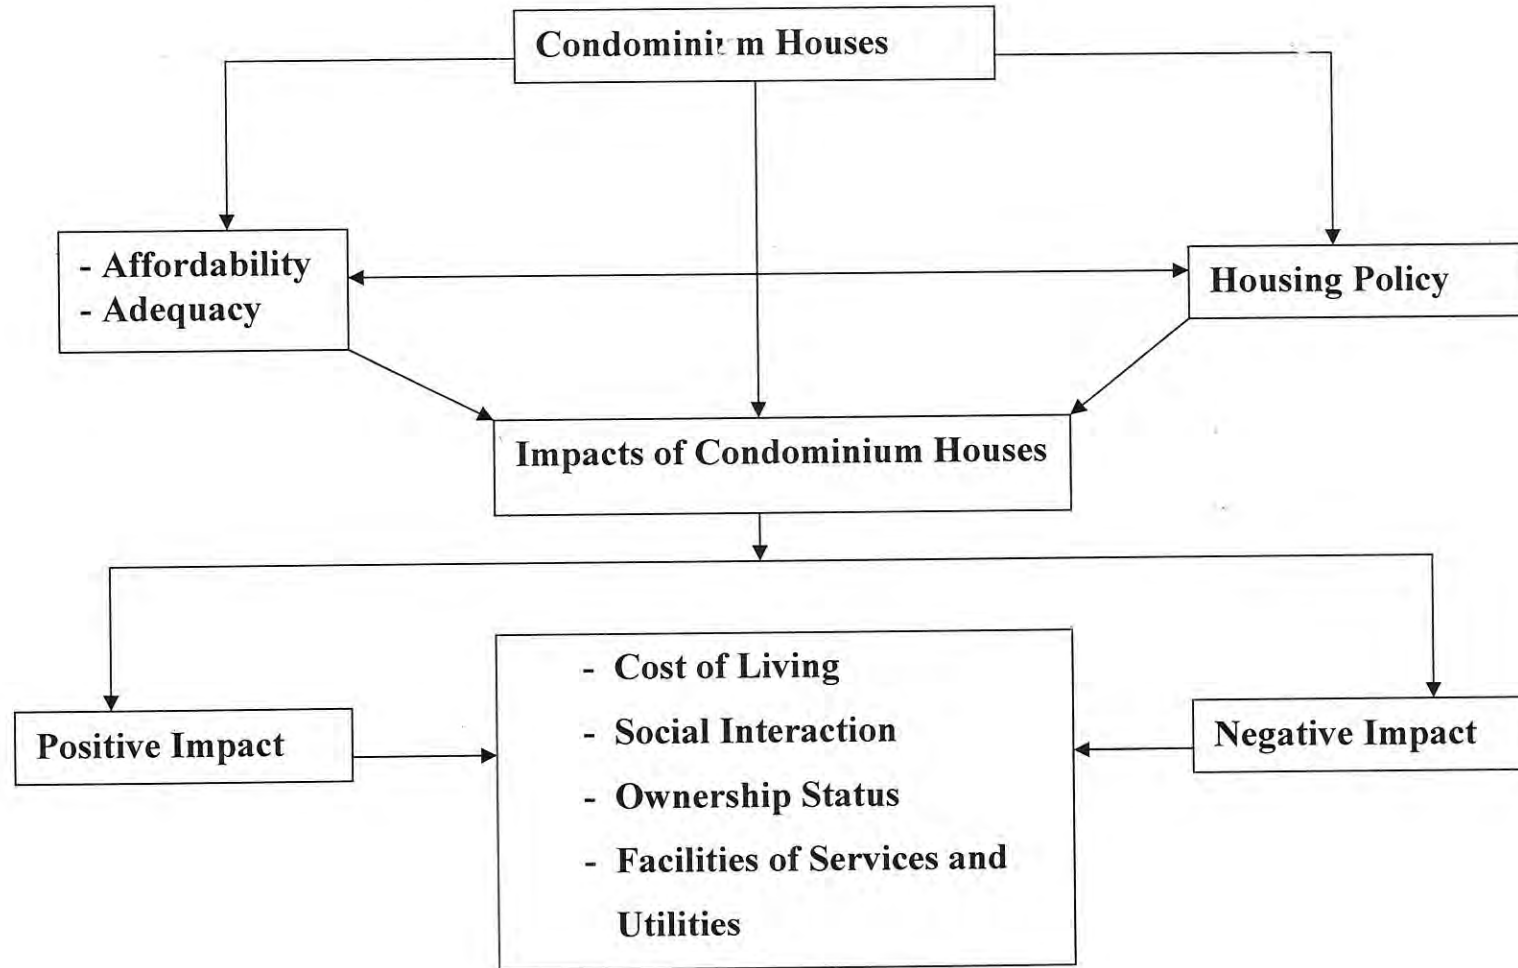 Condominium Houses
- Affordability
- Adequacy
Housing Policy
Impacts of Condominium Houses
Positive Impact
- Cost of Living
- Social Interaction
- Ownership Status
- Facilities of Services and
Utilities
Negative Impact